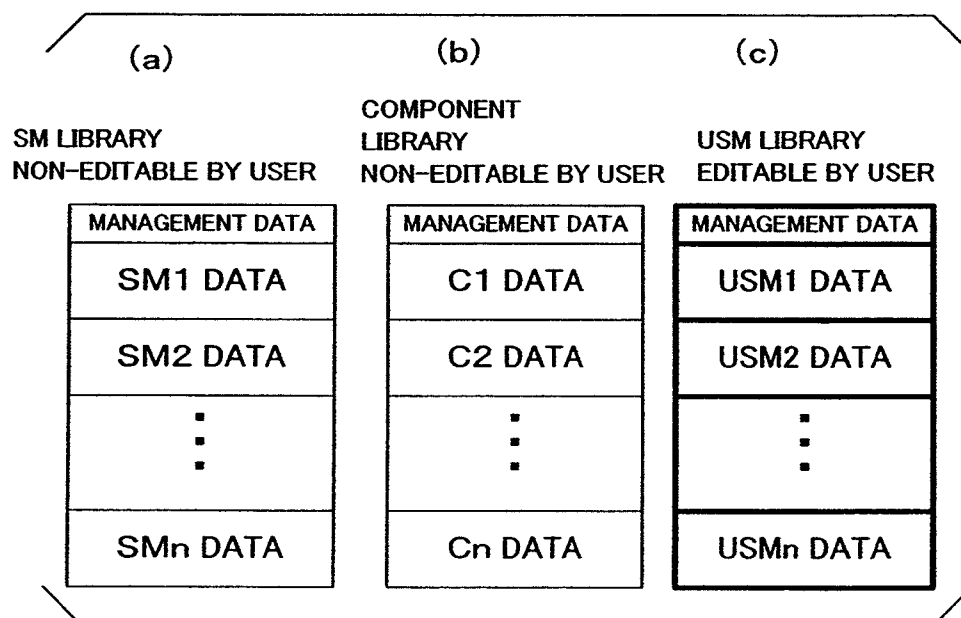 (a)
SM LIBRARY
NON-EDITABLE BY USER
MANAGEMENT DATA
SM1 DATA
SM2 DATA
SMn DATA
(b)
COMPONENT
LIBRARY
NON-EDITABLE BY USER
MANAGEMENT DATA
C1 DATA
C2 DATA
Cn DATA
(c)
USM LIBRARY
EDITABLE BY USER
MANAGEMENT DATA
USM1 DATA
USM2 DATA
USMn DATA